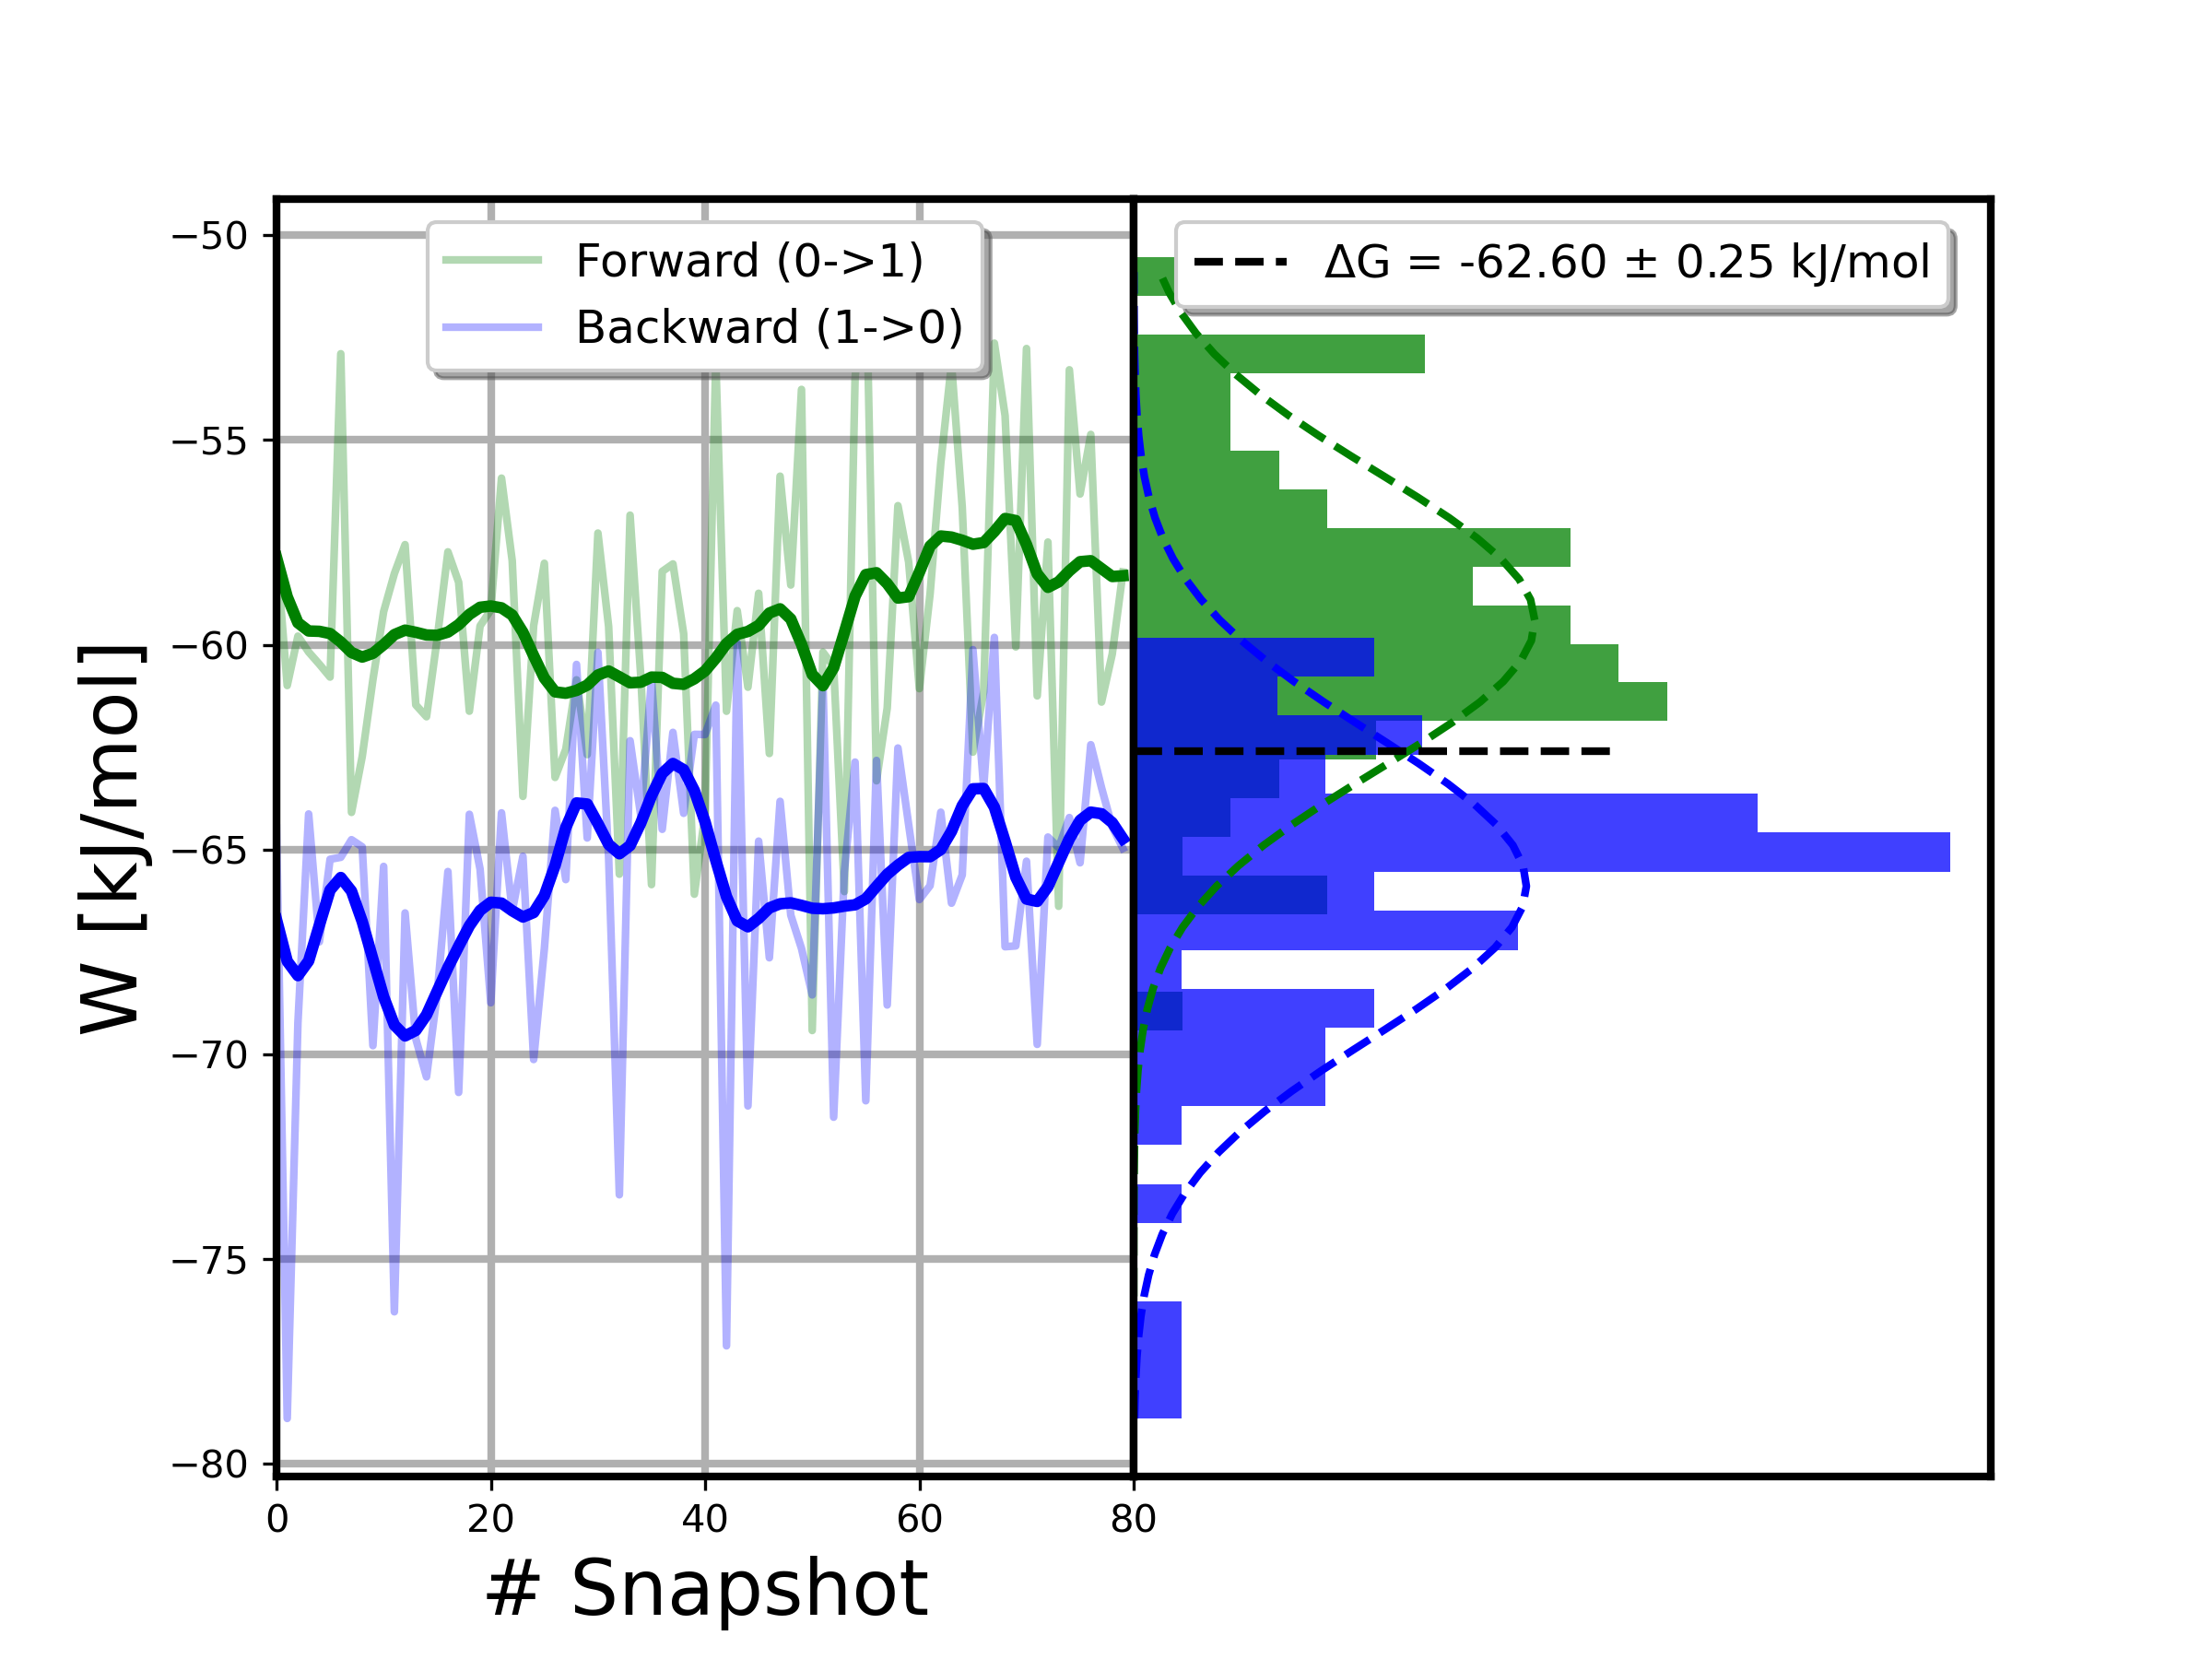 W [kJ/mol]
−50
−55
−60
−65
−70
−75
−80
Forward (0->1)
Backward (1->0)
ΔG = -62.60 ± 0.25 kJ/mol
0 20 40 60 80
# Snapshot